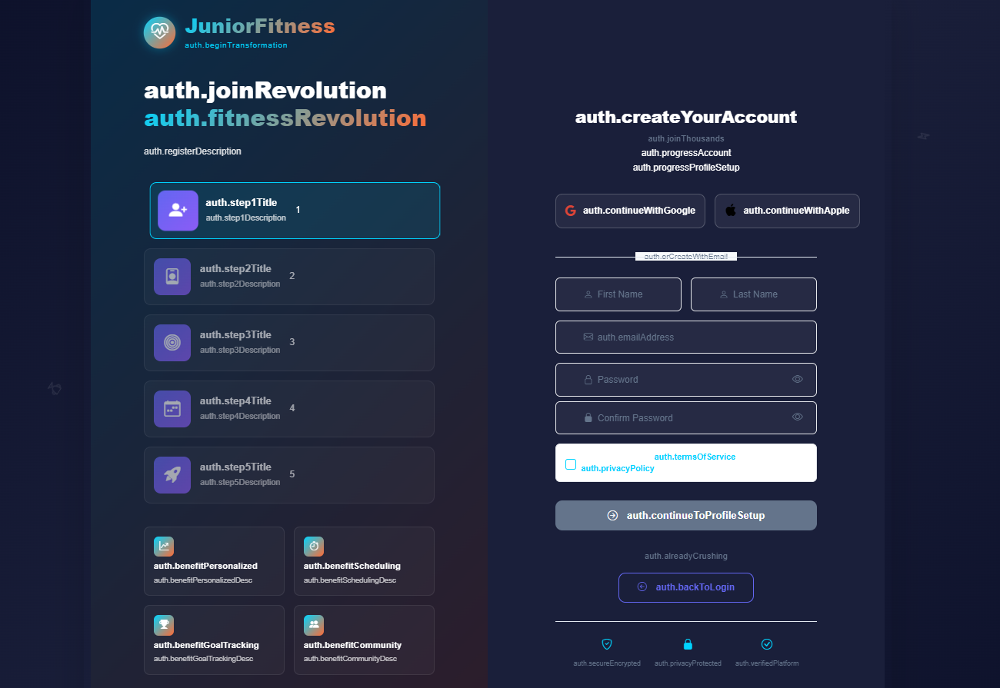 JuniorFitness
auth.beginTransformation
auth.joinRevolution
auth.fitnessRevolution
auth.registerDescription
auth.step1Title
auth.step1Description
1
auth.step2Title
auth.step2Description
2
auth.step3Title
auth.step3Description
3
auth.step4Title
auth.step4Description
4
auth.step5Title
auth.step5Description
5
auth.benefitPersonalized
auth.benefitPersonalizedDesc
auth.benefitScheduling
auth.benefitSchedulingDesc
auth.benefitGoalTracking
auth.benefitGoalTrackingDesc
auth.benefitCommunity
auth.benefitCommunityDesc
auth.createYourAccount
auth.joinThousands
auth.progressAccount
auth.progressProfileSetup
auth.continueWithGoogle
auth.continueWithApple
auth.orCreateWithEmail
First Name
Last Name
auth.emailAddress
Password
Confirm Password
auth.termsOfService
auth.privacyPolicy
auth.continueToProfileSetup
auth.alreadyCrushing
auth.backToLogin
auth.secureEncrypted
auth.privacyProtected
auth.verifiedPlatform